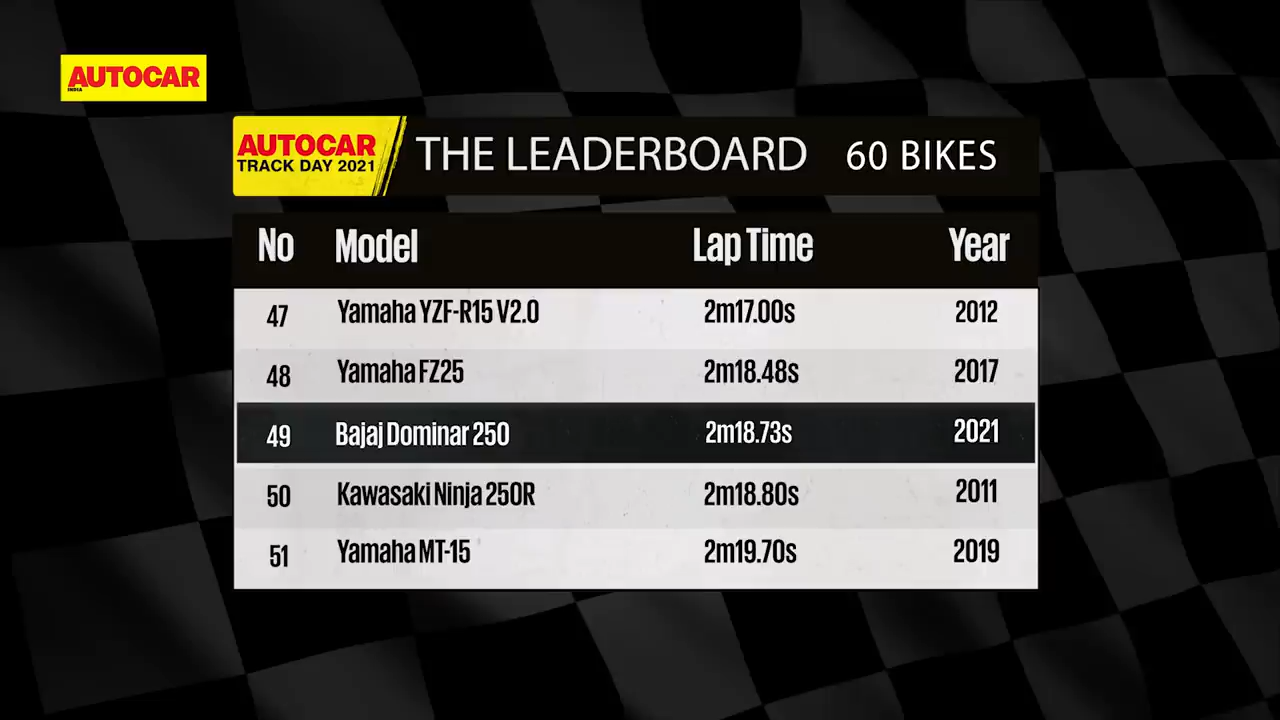 AUTOCAR
INDIA
AUTOCAR
TRACK DAY 2021
THE LEADERBOARD 60 BIKES
No Model Lap Time Year
47 Yamaha YZF-R15 V2.0 2m17.00s 2012
48 Yamaha FZ25 2m18.48s 2017
49 Bajaj Dominar 250 2m18.73s 2021
50 Kawasaki Ninja 250R 2m18.80s 2011
51 Yamaha MT-15 2m19.70s 2019